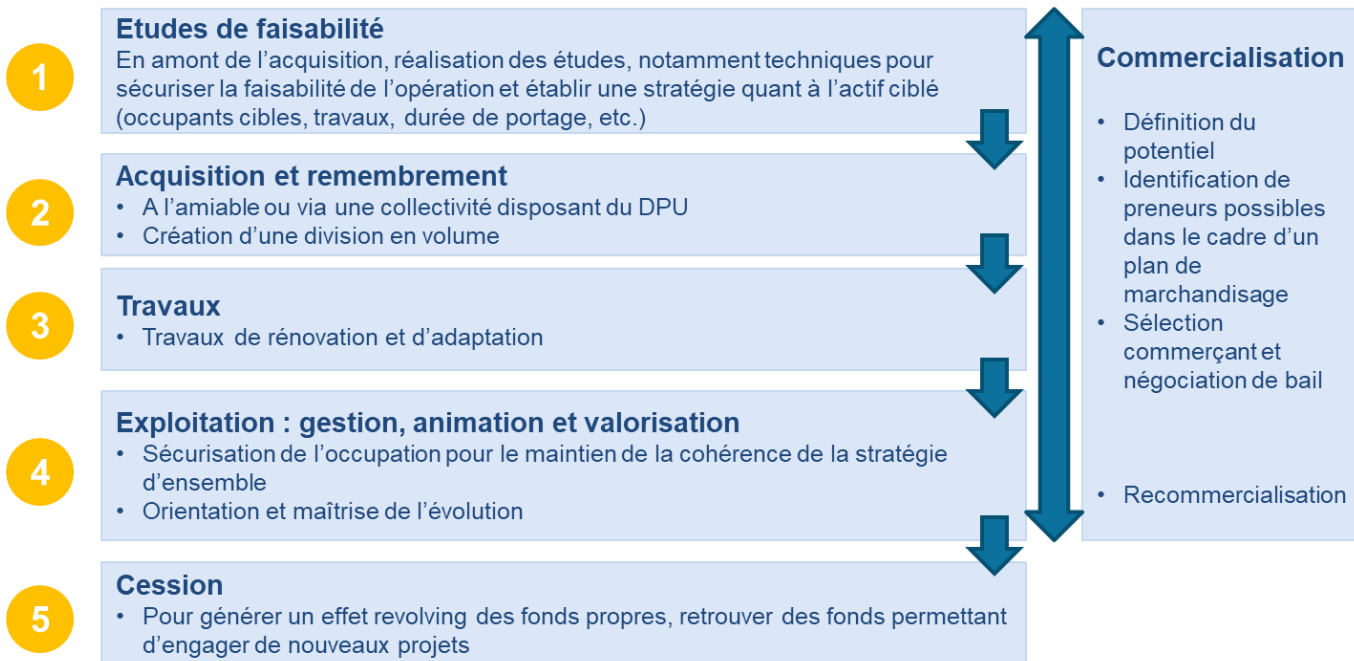 1
Etudes de faisabilité
En amont de l’acquisition, réalisation des études, notamment techniques pour
sécuriser la faisabilité de l’opération et établir une stratégie quant à l’actif ciblé
(occupants cibles, travaux, durée de portage, etc.)
2
Acquisition et remembrement
• A l’amiable ou via une collectivité disposant du DPU
• Création d’une division en volume
3
Travaux
• Travaux de rénovation et d’adaptation
4
Exploitation : gestion, animation et valorisation
• Sécurisation de l’occupation pour le maintien de la cohérence de la stratégie
d’ensemble
• Orientation et maîtrise de l’évolution
5
Cession
• Pour générer un effet revolving des fonds propres, retrouver des fonds permettant
d’engager de nouveaux projets
Commercialisation
• Définition du
potentiel
• Identification de
preneurs possibles
dans le cadre d’un
plan de
marchandisage
• Sélection
commerçant et
négociation de bail
• Recommercialisation